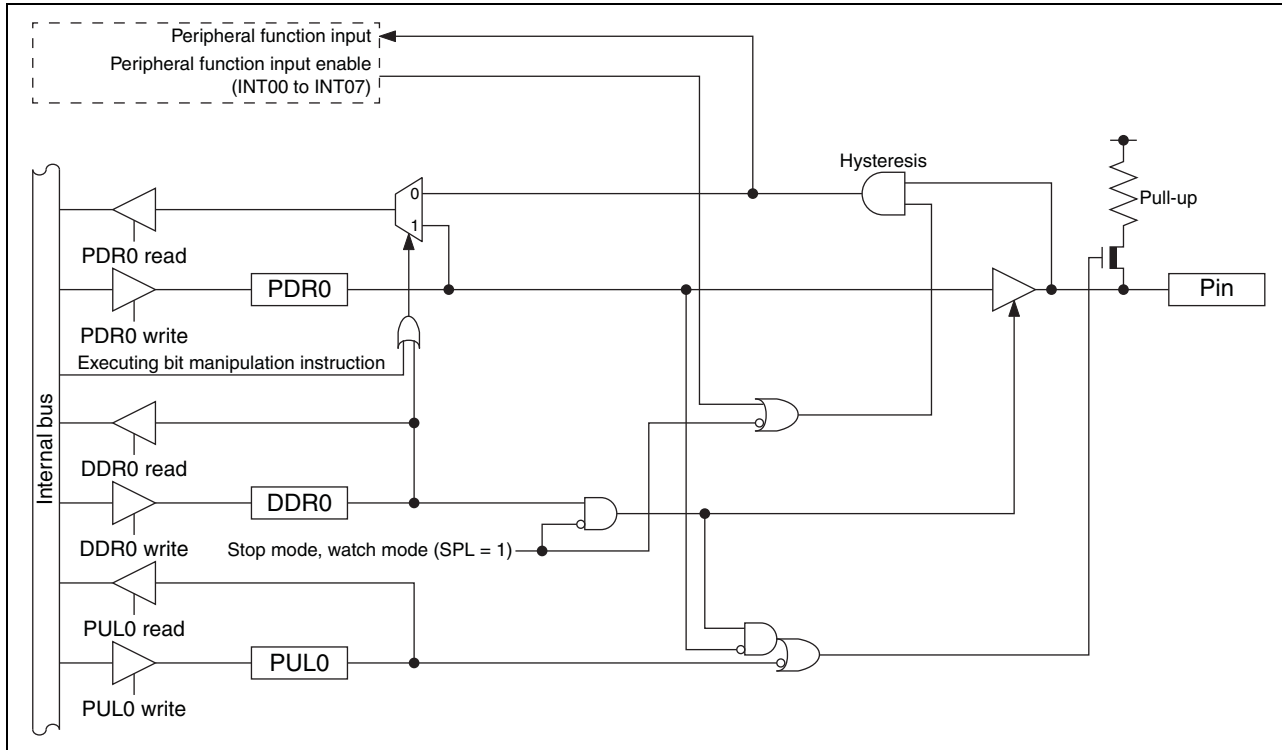 Peripheral function input
Peripheral function input enable
(INT00 to INT07)
Hysteresis
Pull-up
0
1
PDR0 read
PDR0
Pin
PDR0 write
Executing bit manipulation instruction
Internal bus
DDR0 read
DDR0
DDR0 write
Stop mode, watch mode (SPL = 1)
PUL0 read
PUL0
PUL0 write